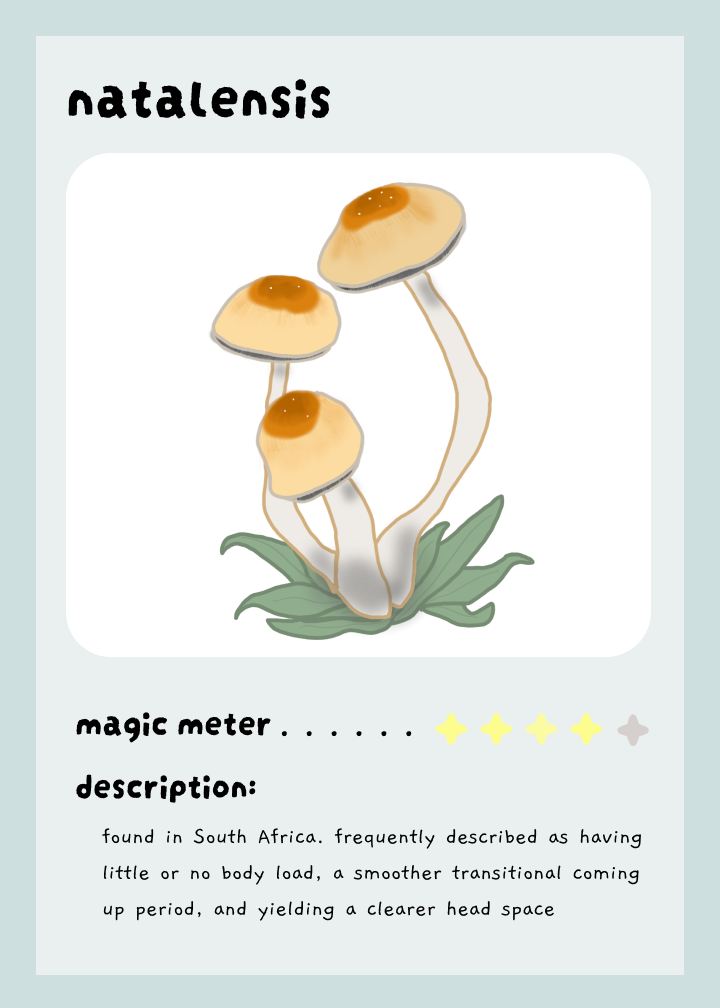 natalensis
magic meter . . . . . .
description:
found in South Africa. frequently described as having
little or no body load, a smoother transitional coming
up period, and yielding a clearer head space